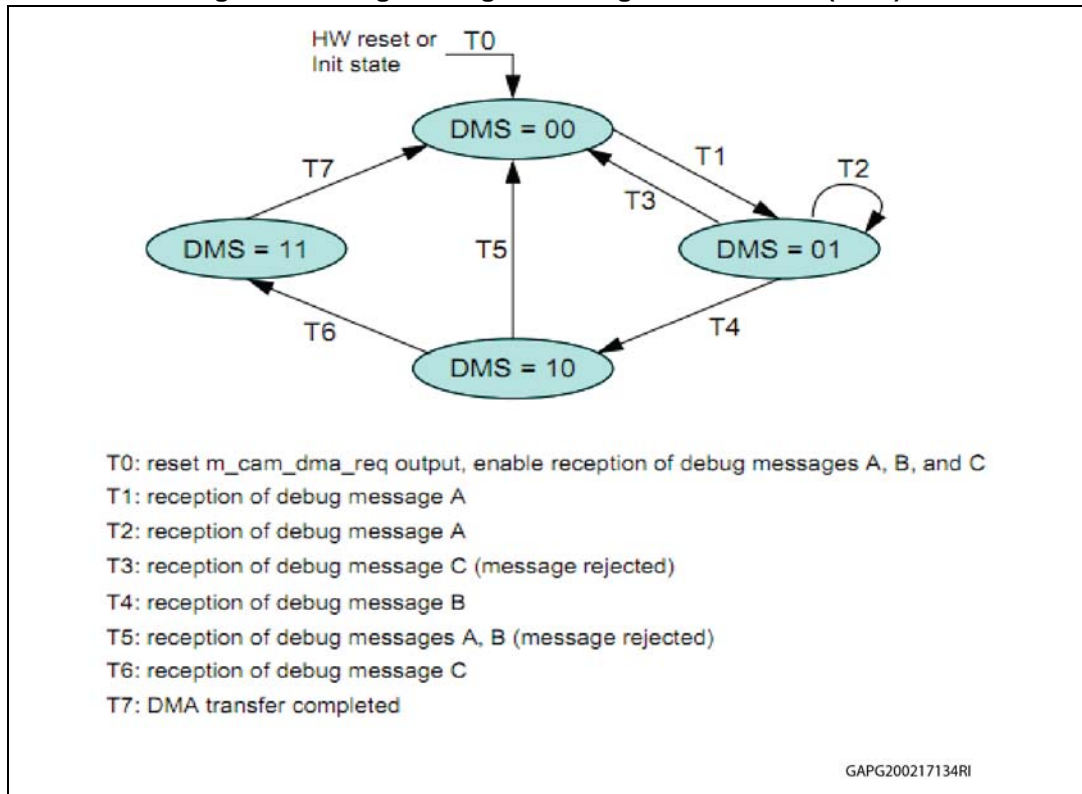 HW reset or T0
Init state
DMS = 00
T7
T1
T2
T3
DMS = 11
T5
DMS = 01
T6
T4
DMS = 10
T0: reset m_cam_dma_req output, enable reception of debug messages A, B, and C
T1: reception of debug message A
T2: reception of debug message A
T3: reception of debug message C (message rejected)
T4: reception of debug message B
T5: reception of debug messages A, B (message rejected)
T6: reception of debug message C
T7: DMA transfer completed
GAPG200217134RI